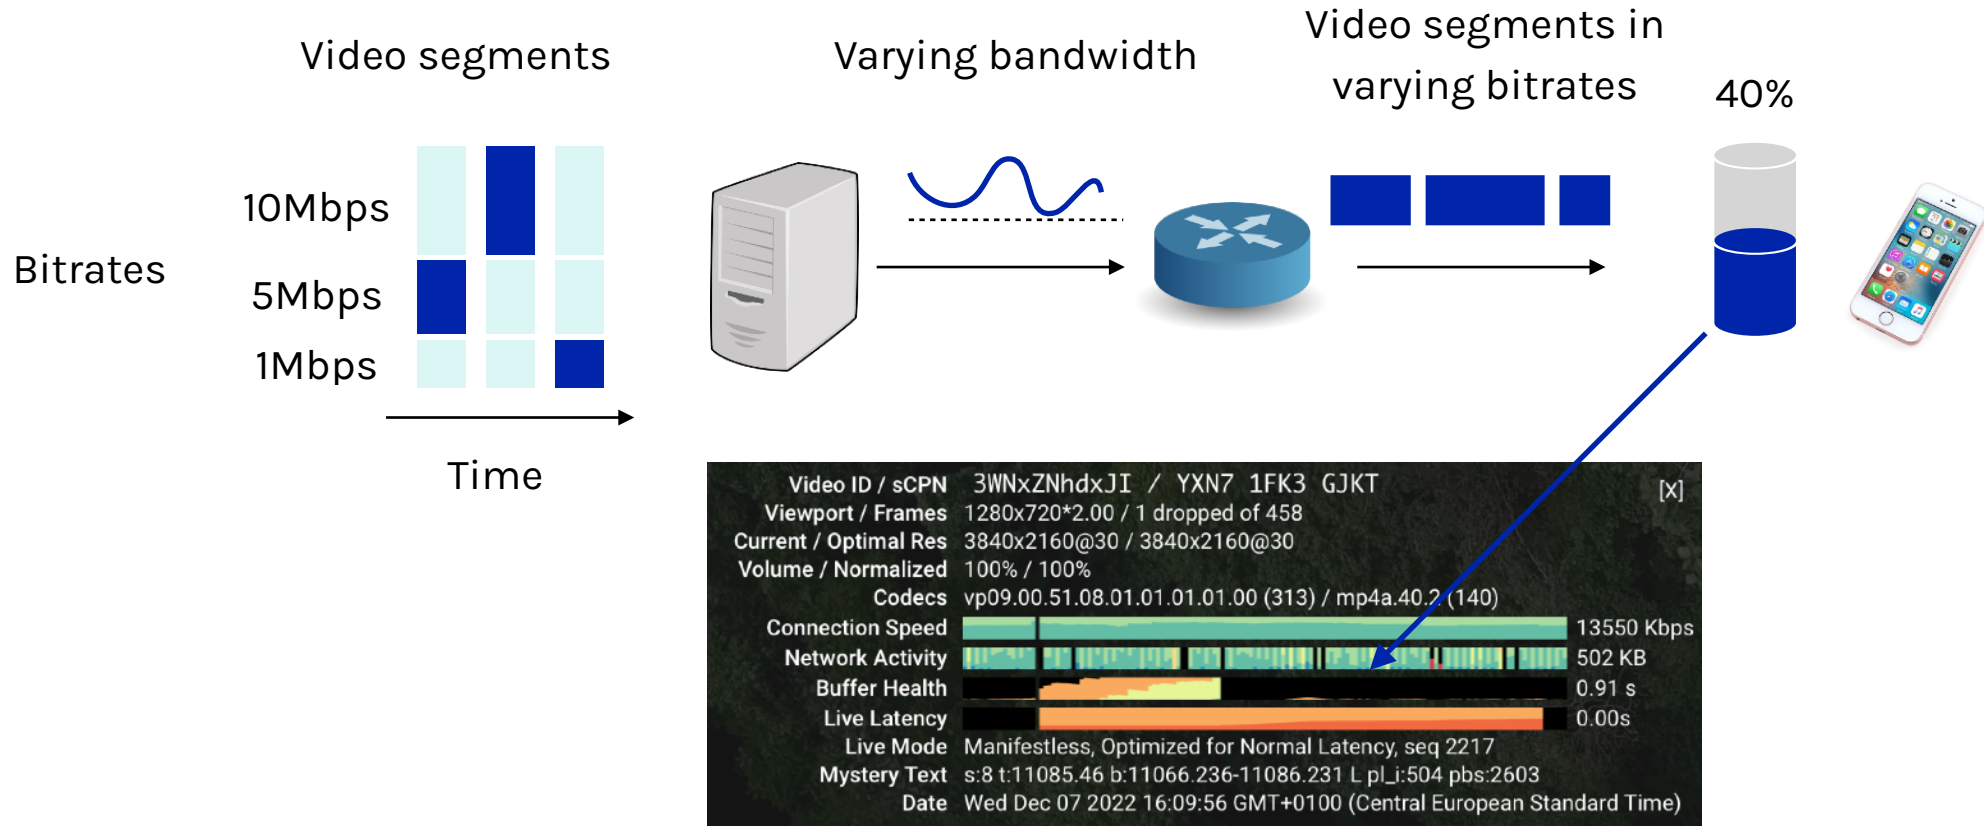 Video segments
Varying bandwidth
Video segments in
varying bitrates
40%
Bitrates
10Mbps
5Mbps
1Mbps
Time
Video ID / sCPN 3WNxZNhdxJI / YXN7 1FK3 GJKT
[X]
Viewport / Frames 1280x720*2.00 / 1 dropped of 458
Current / Optimal Res 3840x2160@30 / 3840x2160@30
Volume / Normalized 100% / 100%
Codecs vp09.00.51.08.01.01.01.01.00 (313) / mp4a.40.2 (140)
Connection Speed 13550 Kbps
Network Activity 502 KB
Buffer Health 0.91 s
Live Latency 0.00s
Live Mode Manifestless, Optimized for Normal Latency, seq 2217
Mystery Text s:8 t:11085.46 b:11066.236-11086.231 L pl_i:504 pbs:2603
Date Wed Dec 07 2022 16:09:56 GMT+0100 (Central European Standard Time)